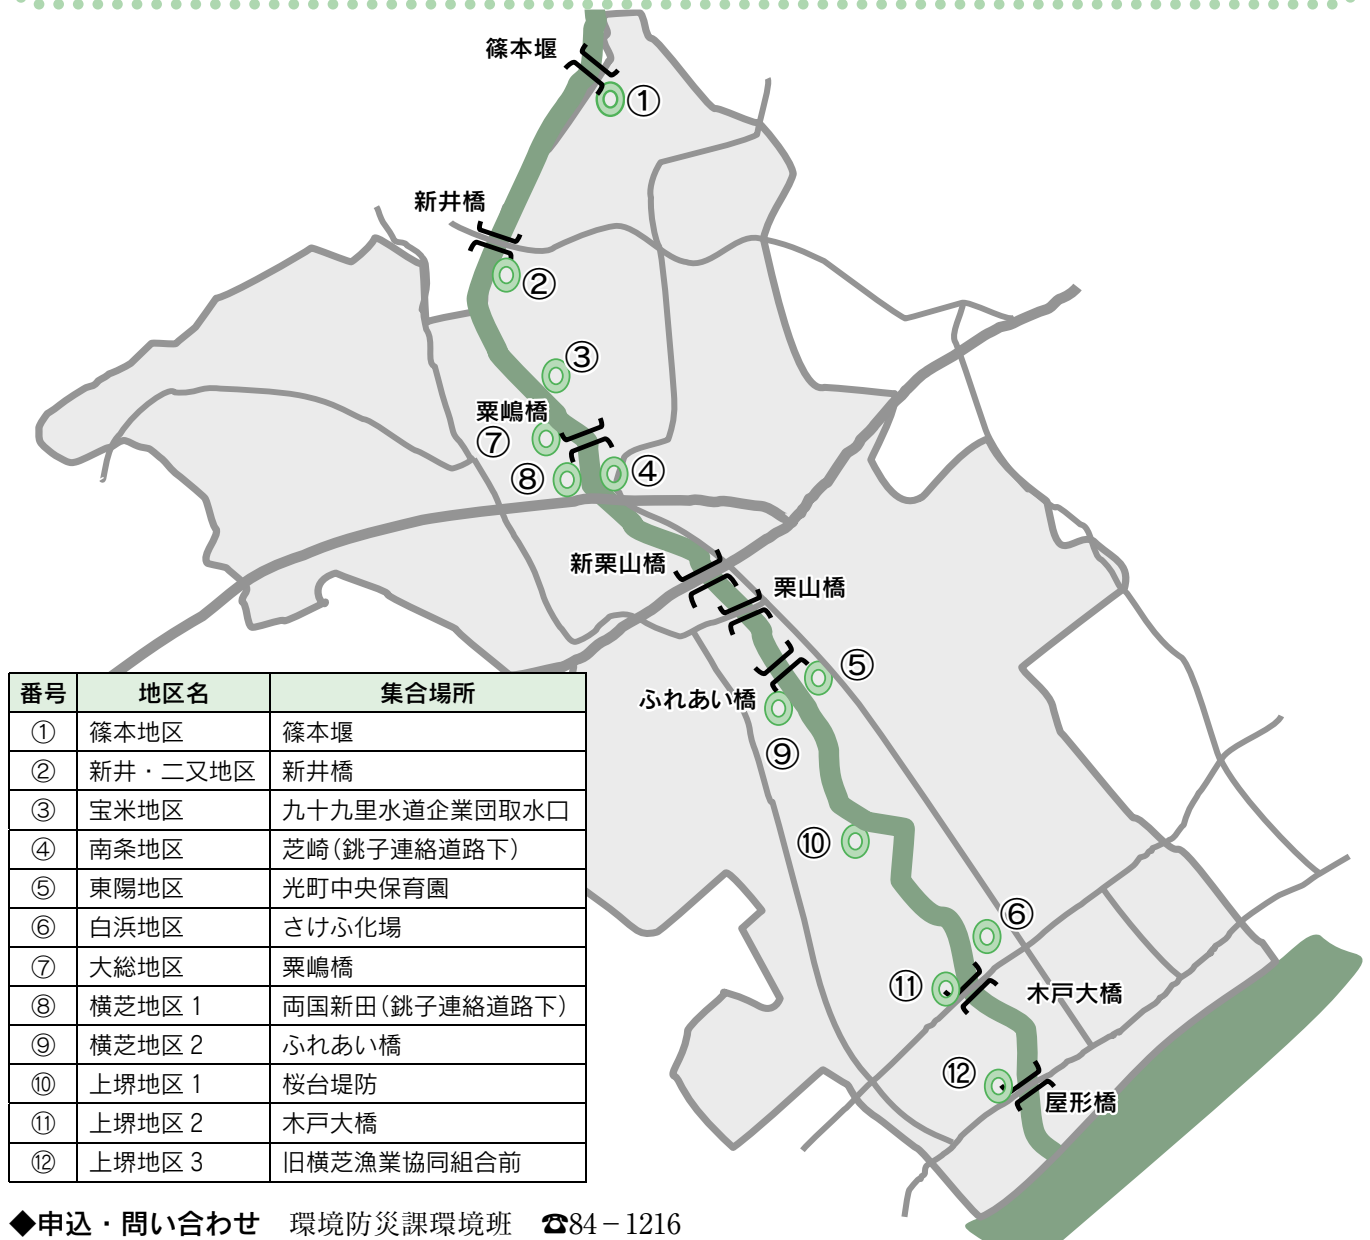 篠本堰
①
新井橋
②
③
粟嶋橋
⑦
④
⑧
新栗山橋
栗山橋
⑤
ふれあい橋
⑨
⑩
⑥
⑪
木戸大橋
⑫
屋形橋
番号 地区名 集合場所
① 篠本地区 篠本堰
② 新井・二又地区 新井橋
③ 宝米地区 九十九里水道企業団取水口
④ 南条地区 芝崎（銚子連絡道路下）
⑤ 東陽地区 光町中央保育園
⑥ 白浜地区 さけふ化場
⑦ 大総地区 粟嶋橋
⑧ 横芝地区１ 両国新田（銚子連絡道路下）
⑨ 横芝地区２ ふれあい橋
⑩ 上堺地区１ 桜台堤防
⑪ 上堺地区２ 木戸大橋
⑫ 上堺地区３ 旧横芝漁業協同組合前
◆申込・問い合わせ 環境防災課環境班 ☎84－1216